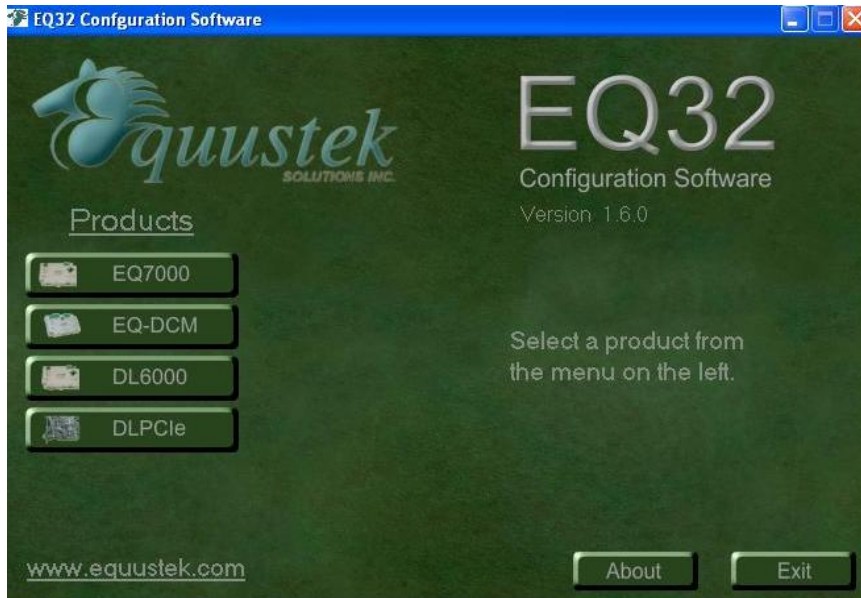 EQ32 Confguration Software
Equustek
SOLUTIONS INC.
EQ32
Configuration Software
Version 1.6.0
Products
EQ7000
EQ-DCM
DL6000
DLPCIe
Select a product from
the menu on the left.
www.equustek.com
About
Exit